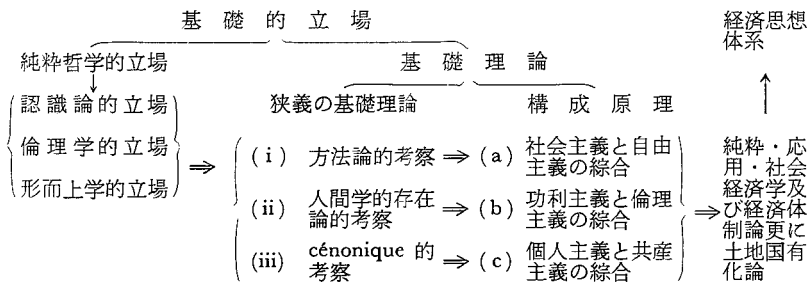 基礎的立場
経済思想
体系
純粋哲学的立場
基礎理論
認識論的立場
倫理学的立場
形而上学的立場
狭義の基礎理論
構成原理
(i) 方法論的考察
(a) 社会主義と自由
主義の綜合
(ii) 人間学的存在
論的考察
(b) 功利主義と倫理
主義の綜合
(iii) cénonique 的
考察
(c) 個人主義と共産
主義の綜合
純粋・応
用・社会
経済学及
び経済体
制論更に
土地国有
化論